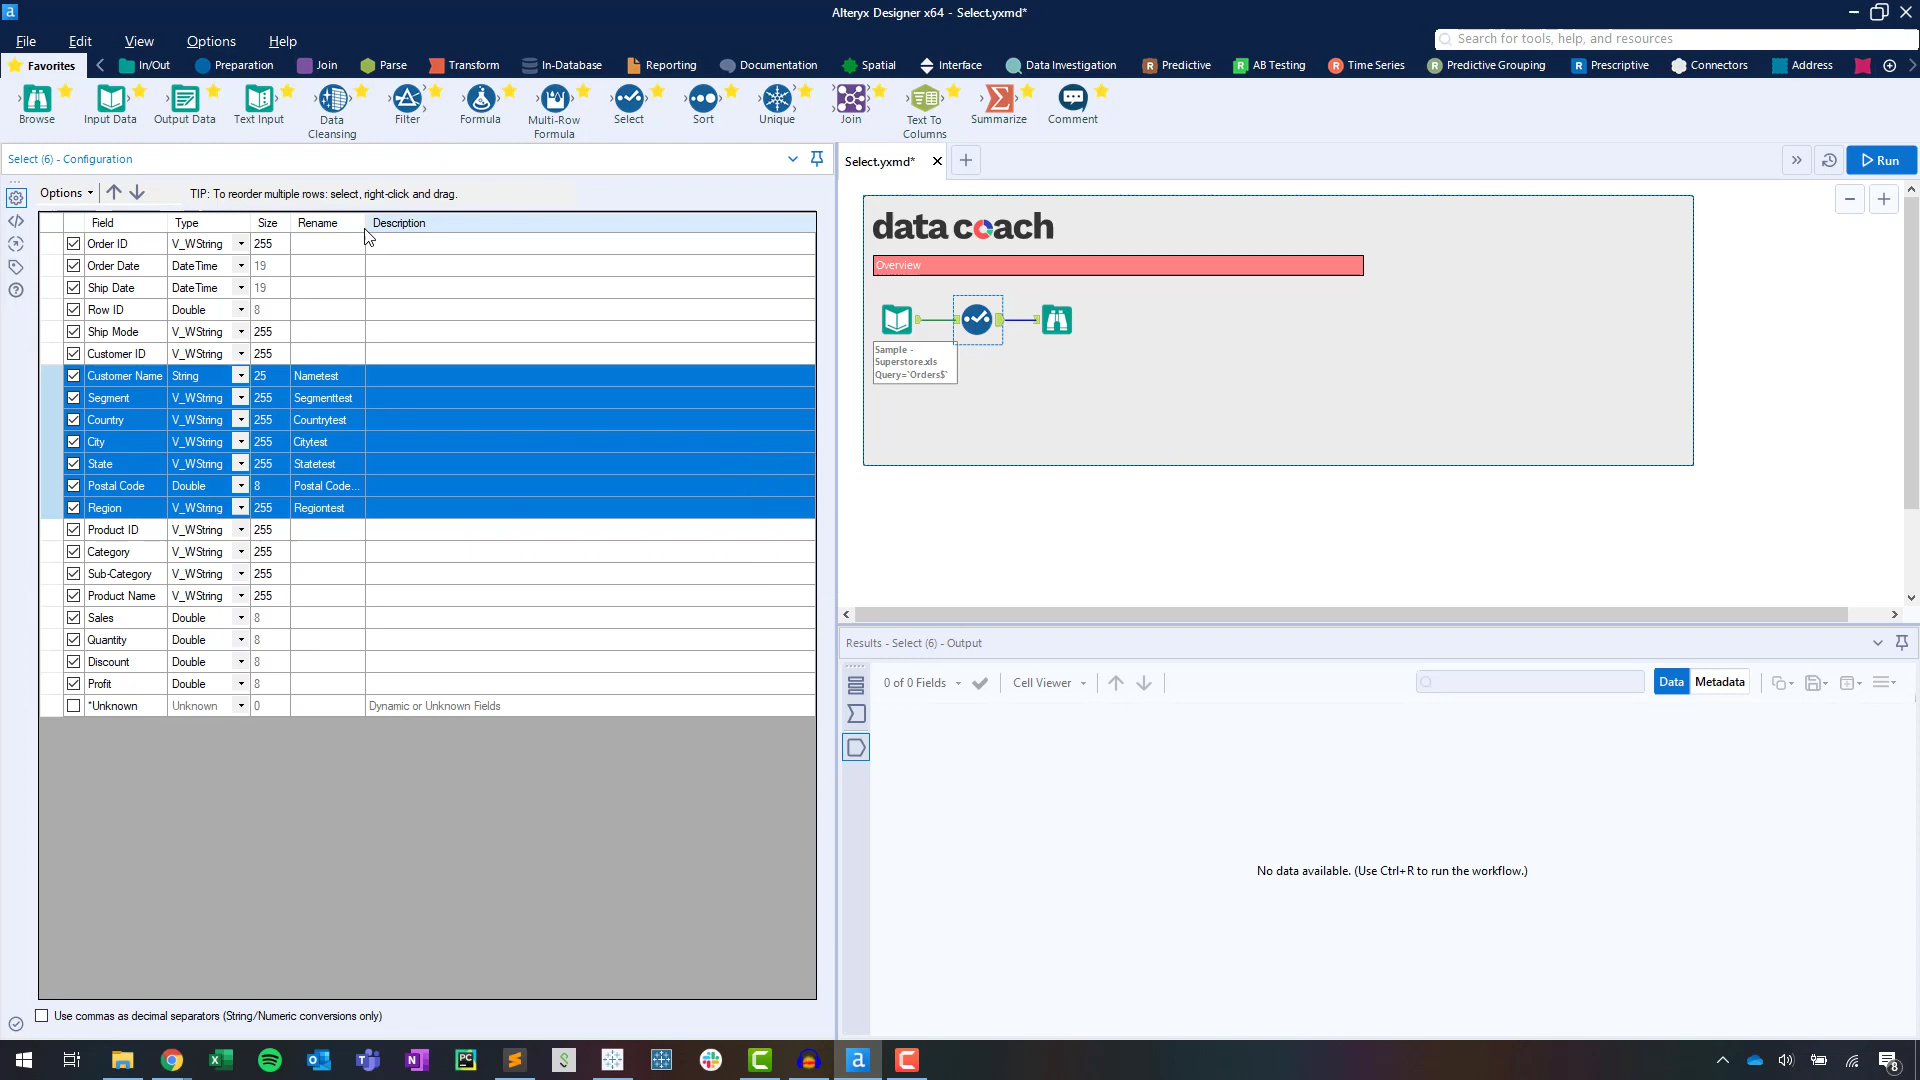 Alteryx Designer x64 - Select.yxmd*
File Edit View Options Help
Search for tools, help, and resources
Favorites In/Out Preparation Join Parse Transform In-Database Reporting Documentation Spatial Interface Data Investigation Predictive AB Testing Time Series Predictive Grouping Prescriptive Connectors Address
Browse Input Data Output Data Text Input Data Cleansing Filter Formula Multi-Row Formula Select Sort Unique Join Text To Columns Summarize Comment
Select (6) - Configuration
Options TIP: To reorder multiple rows: select, right-click and drag.
Field Type Size Rename Description
Order ID V_WString 255
Order Date DateTime 19
Ship Date DateTime 19
Row ID Double 8
Ship Mode V_WString 255
Customer ID V_WString 255
Customer Name String 25 Nametest
Segment V_WString 255 Segmenttest
Country V_WString 255 Countrytest
City V_WString 255 Citytest
State V_WString 255 Statetest
Postal Code Double 8 Postal Code...
Region V_WString 255 Regiontest
Product ID V_WString 255
Category V_WString 255
Sub-Category V_WString 255
Product Name V_WString 255
Sales Double 8
Quantity Double 8
Discount Double 8
Profit Double 8
*Unknown Unknown 0 Dynamic or Unknown Fields
Use commas as decimal separators (String/Numeric conversions only)
Select.yxmd*
Run
data coach
Overview
Sample -
Superstore.xls
Query=`Orders$`
Results - Select (6) - Output
0 of 0 Fields Cell Viewer Data Metadata
No data available. (Use Ctrl+R to run the workflow.)
8